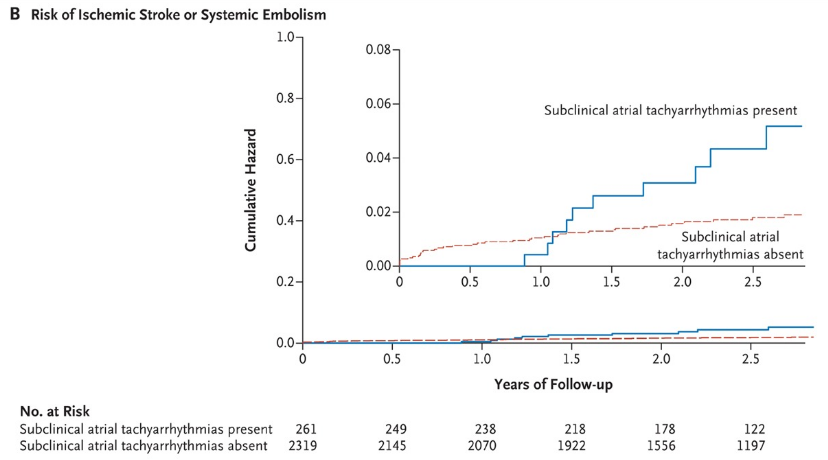 B Risk of Ischemic Stroke or Systemic Embolism
Cumulative Hazard
1.0
0.8
0.6
0.4
0.2
0.0
0.08
0.06
0.04
0.02
0.00
Subclinical atrial tachyarrhythmias present
Subclinical atrial
tachyarrhythmias absent
0 0.5 1.0 1.5 2.0 2.5
0 0.5 1.0 1.5 2.0 2.5
Years of Follow-up
No. at Risk
Subclinical atrial tachyarrhythmias present 261 249 238 218 178 122
Subclinical atrial tachyarrhythmias absent 2319 2145 2070 1922 1556 1197